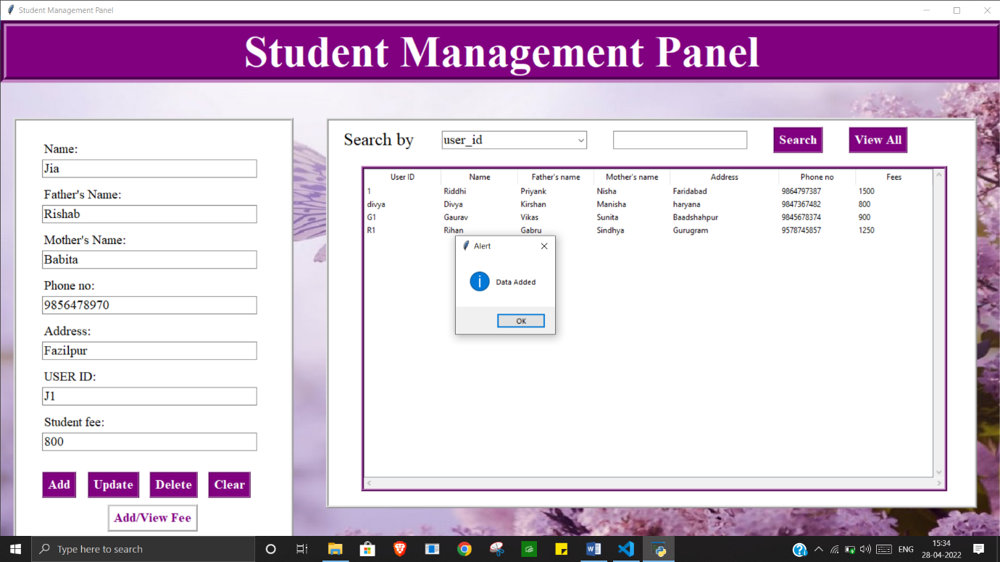 Student Management Panel
Student Management Panel
Name:
Jia
Father's Name:
Rishab
Mother's Name:
Babita
Phone no:
9856478970
Address:
Fazilpur
USER ID:
J1
Student fee:
800
Add Update Delete Clear
Add/View Fee
Search by user_id Search View All
User ID Name Father's name Mother's name Address Phone no Fees
1 Riddhi Priyank Nisha Faridabad 9864797387 1500
divya Divya Kirshan Manisha haryana 9847367482 800
G1 Gaurav Vikas Sunita Baadshahpur 9845678374 900
R1 Rihan Gabru Sindhya Gurugram 9578745857 1250
Alert
Data Added
OK
Type here to search
ENG
15:34
28-04-2022